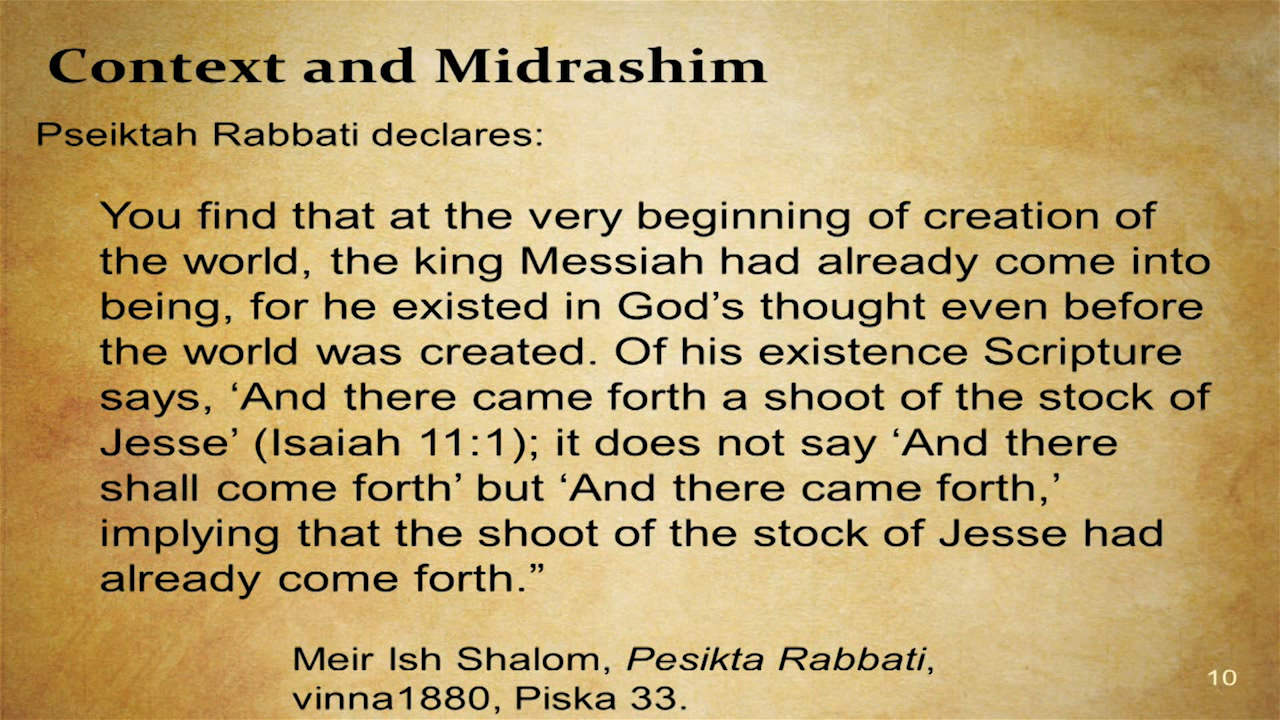 Context and Midrashim
Pseiktah Rabbati declares:
You find that at the very beginning of creation of
the world, the king Messiah had already come into
being, for he existed in God’s thought even before
the world was created. Of his existence Scripture
says, ‘And there came forth a shoot of the stock of
Jesse’ (Isaiah 11:1); it does not say ‘And there
shall come forth’ but ‘And there came forth,’
implying that the shoot of the stock of Jesse had
already come forth.”
Meir Ish Shalom, Pesikta Rabbati,
vinna1880, Piska 33.
10